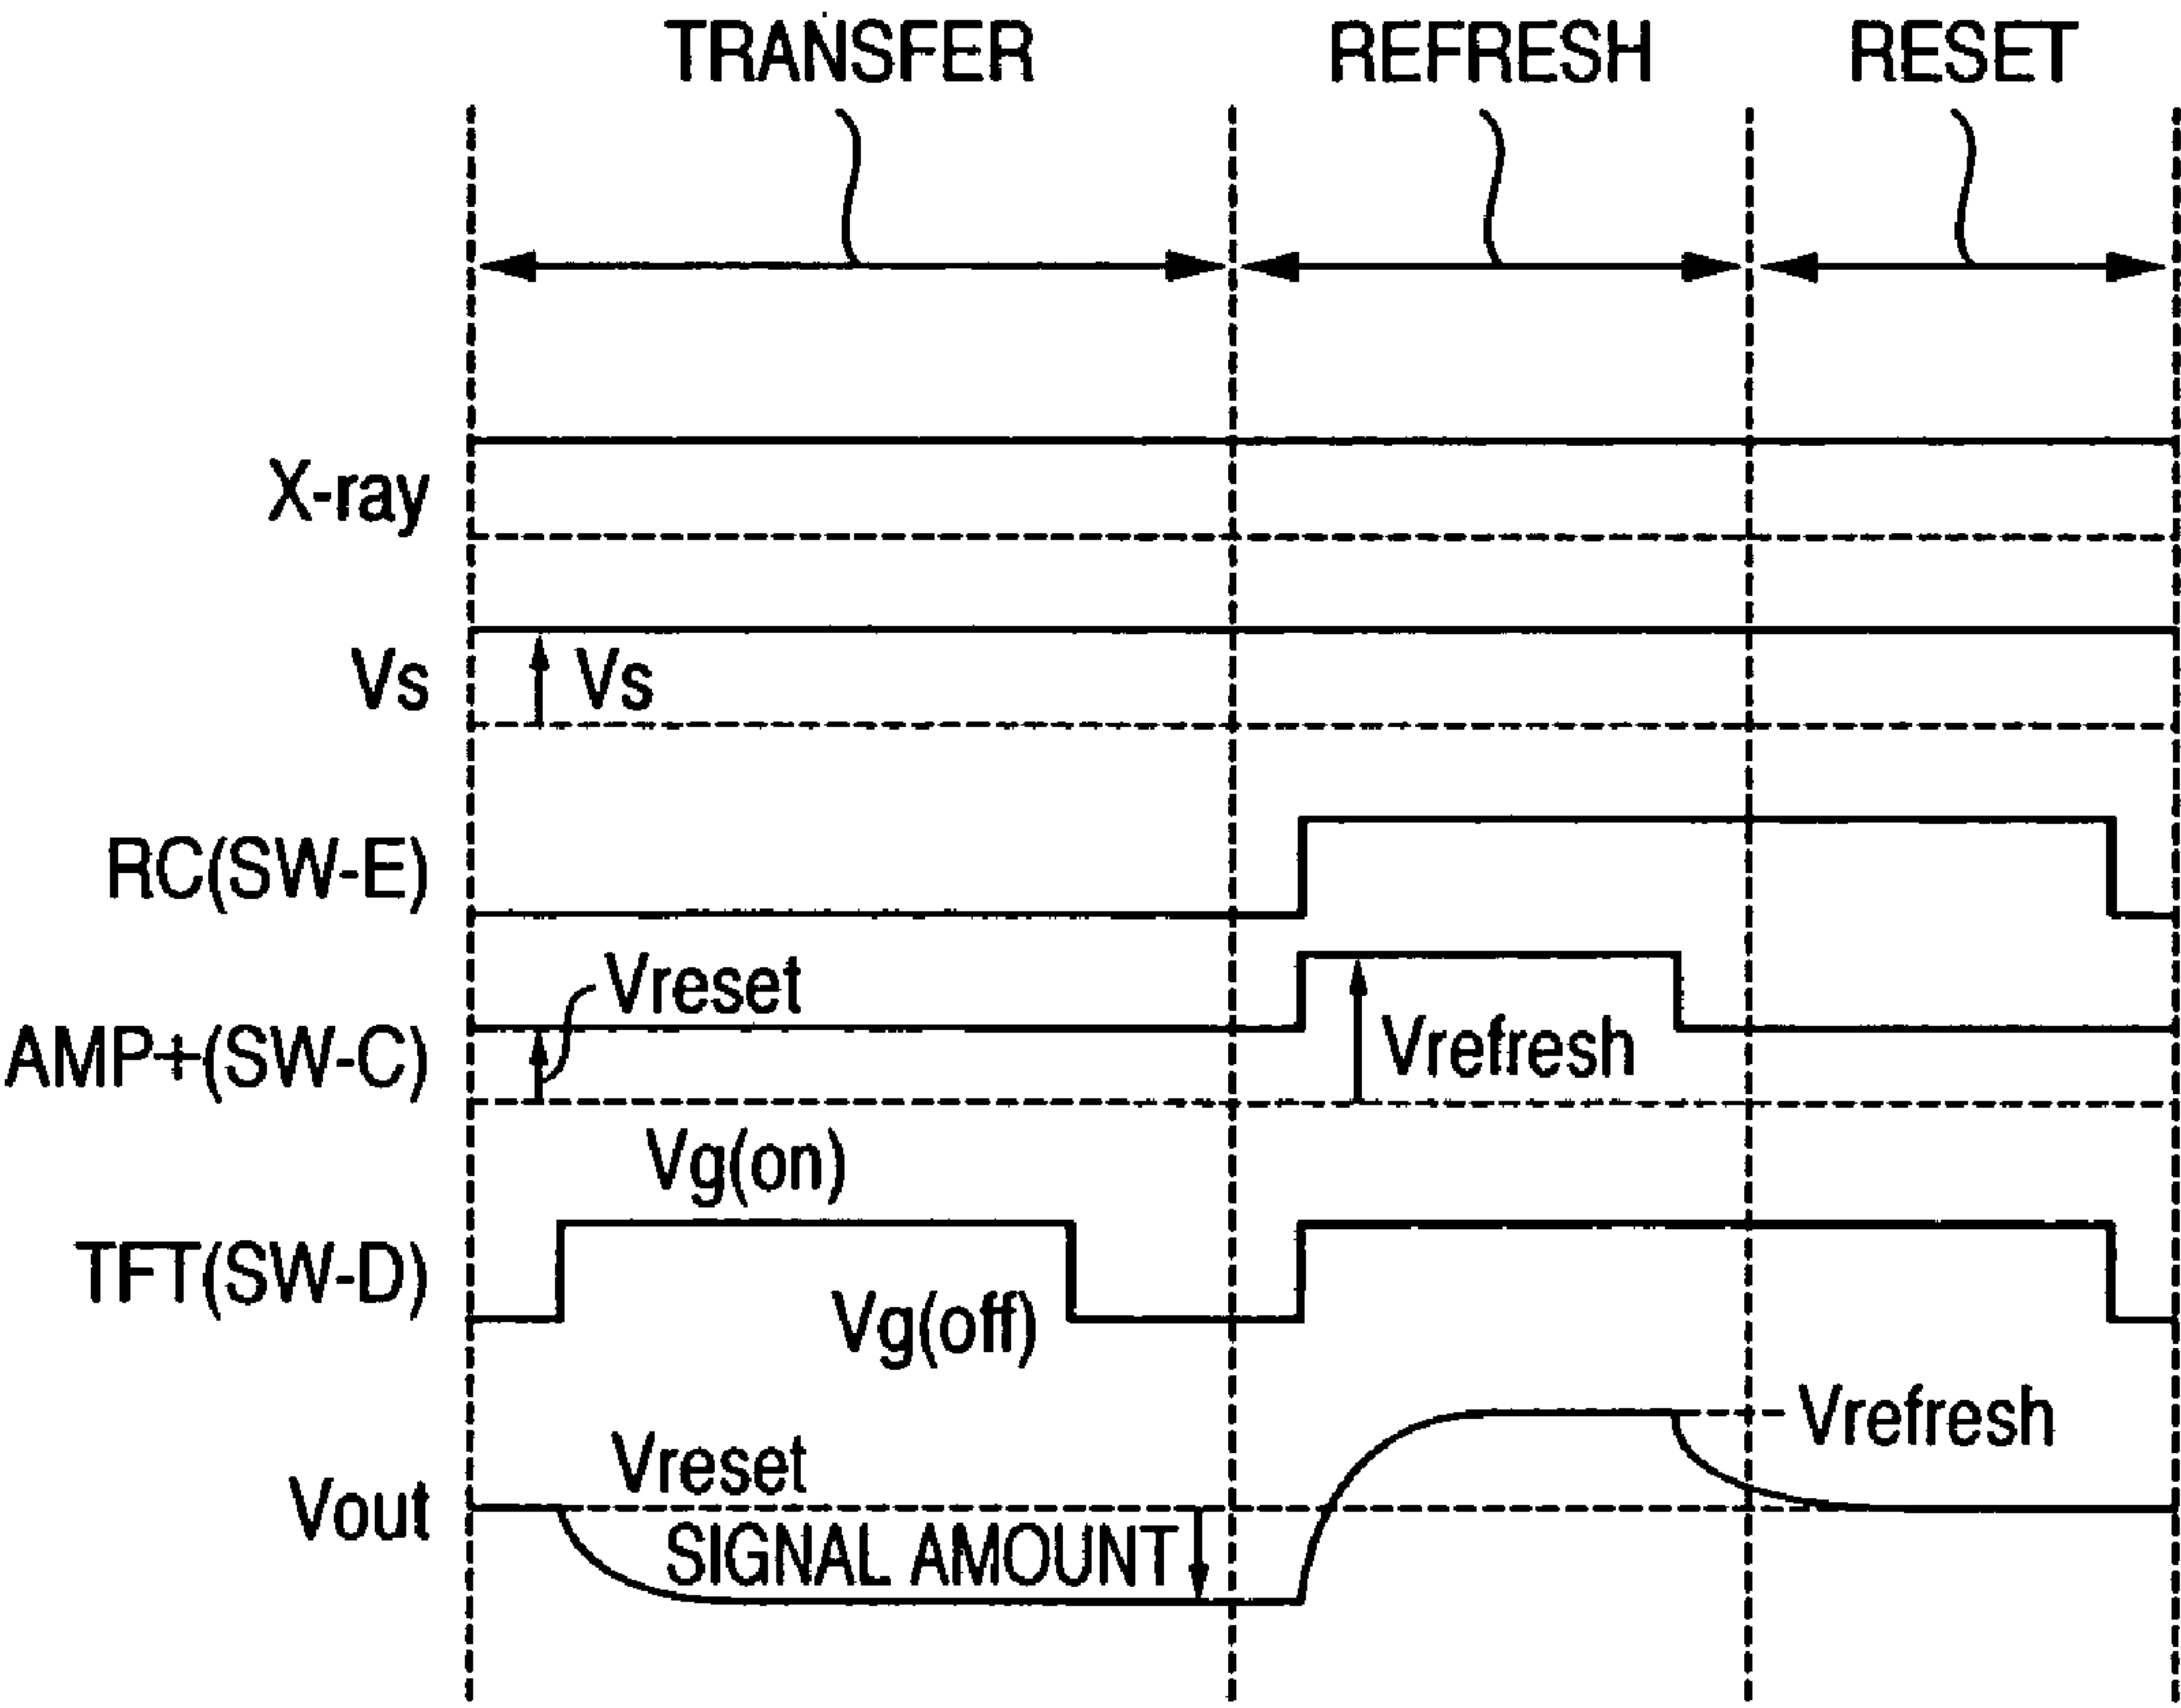 TRANSFER REFRESH RESET
X-ray
Vs Vs
RC(SW-E)
Vreset
AMP+(SW-C) Vrefresh
Vg(on)
TFT(SW-D)
Vg(off)
Vrefresh
Vreset
Vout
SIGNAL AMOUNT